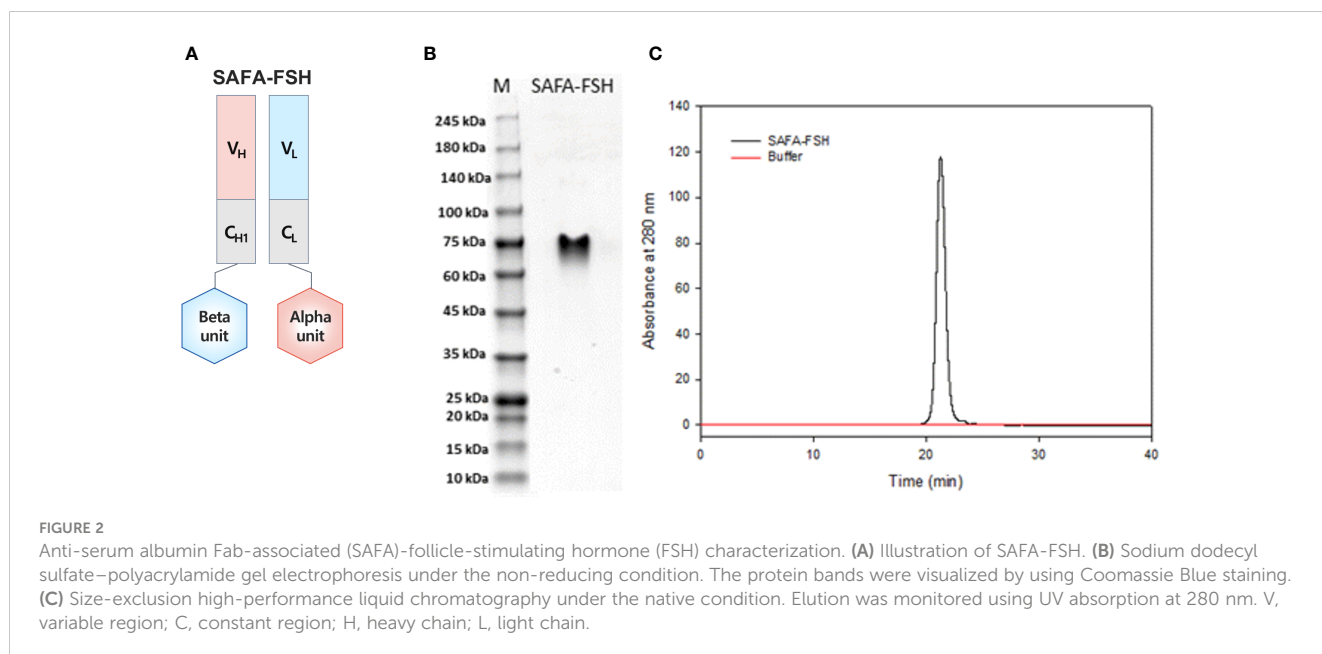 A
SAFA-FSH
V_H
V_L
C_H1
C_L
Beta
unit
Alpha
unit
B
M SAFA-FSH
245 kDa
180 kDa
140 kDa
100 kDa
75 kDa
60 kDa
45 kDa
35 kDa
25 kDa
20 kDa
15 kDa
10 kDa
C
140
120
100
80
60
40
20
0
Absorbance at 280 nm
SAFA-FSH
Buffer
0 10 20 30 40
Time (min)
FIGURE 2
Anti-serum albumin Fab-associated (SAFA)-follicle-stimulating hormone (FSH) characterization. (A) Illustration of SAFA-FSH. (B) Sodium dodecyl
sulfate–polyacrylamide gel electrophoresis under the non-reducing condition. The protein bands were visualized by using Coomassie Blue staining.
(C) Size-exclusion high-performance liquid chromatography under the native condition. Elution was monitored using UV absorption at 280 nm. V,
variable region; C, constant region; H, heavy chain; L, light chain.